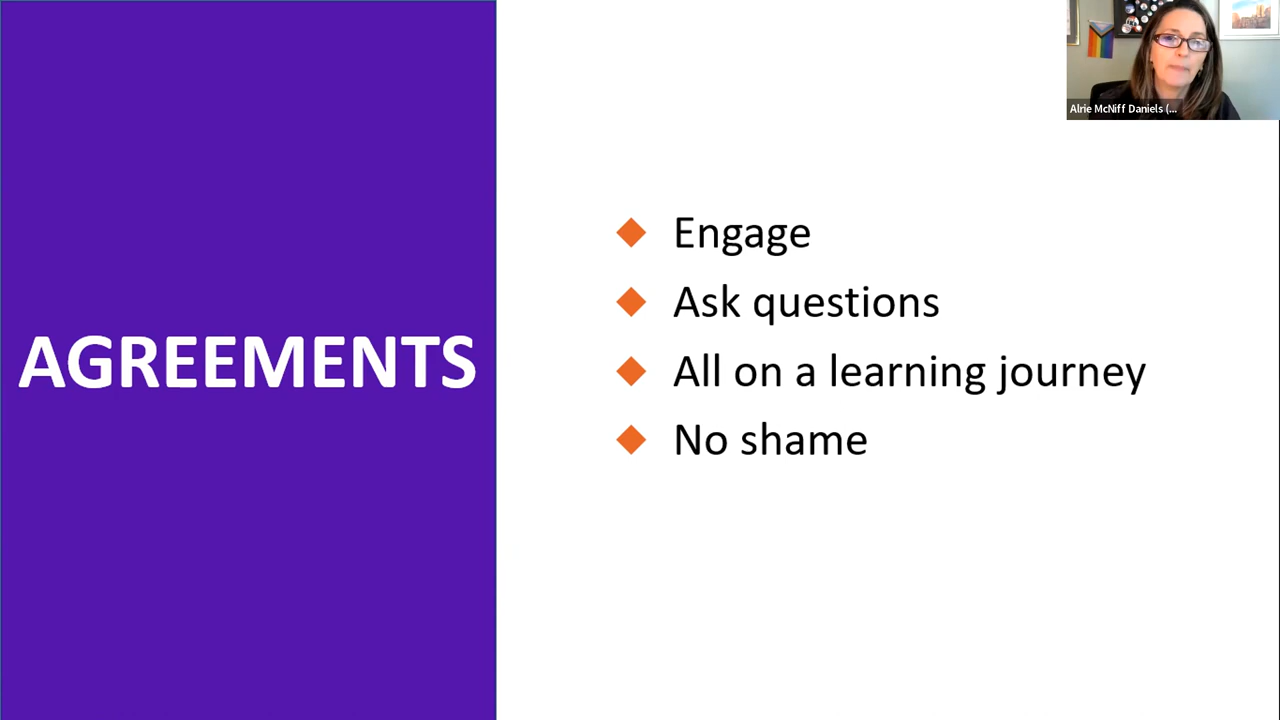 Alrie McNiff Daniels (...
AGREEMENTS
Engage
Ask questions
All on a learning journey
No shame